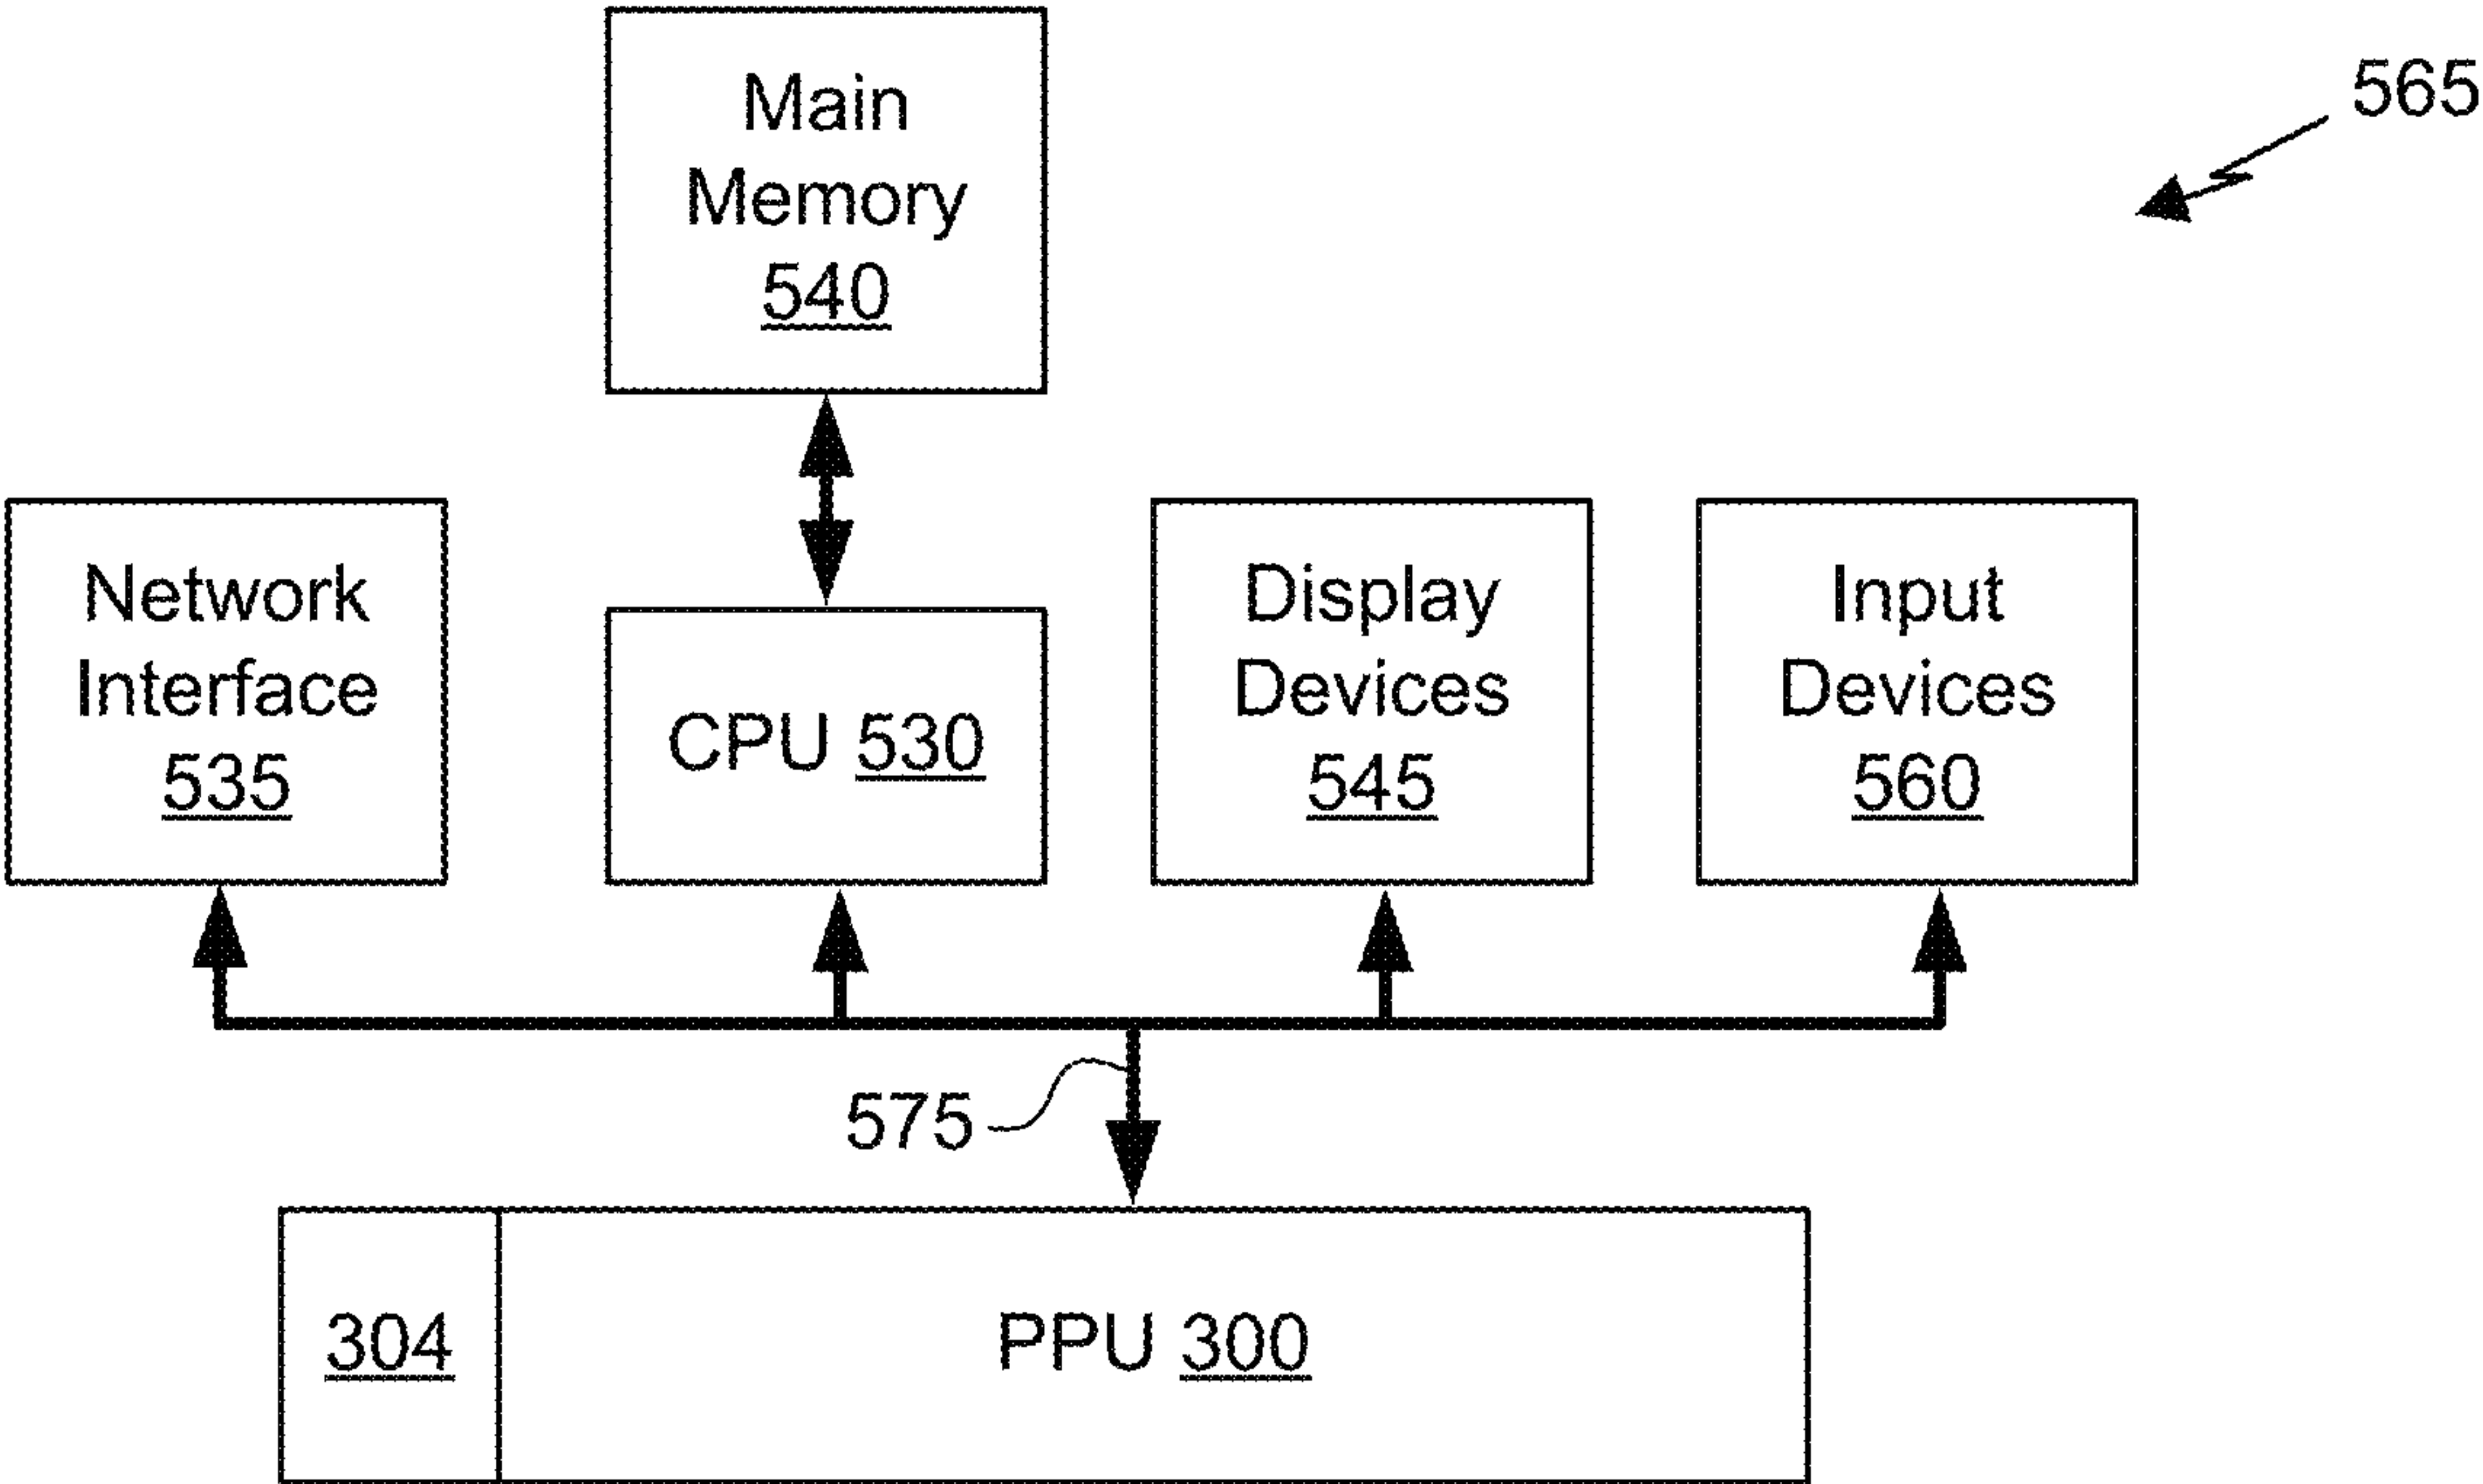 Main
Memory
540
565
Network
Interface
535
CPU 530
Display
Devices
545
Input
Devices
560
575
304
PPU 300